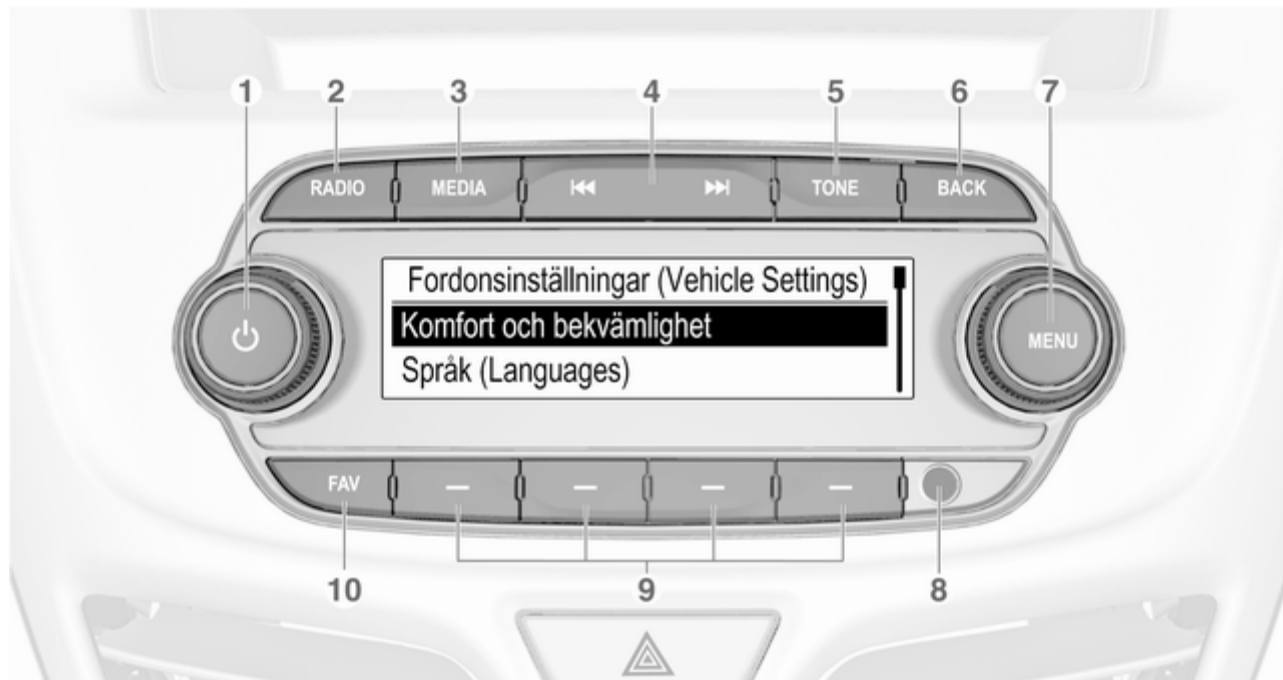 1 2 3 4 5 6 7
RADIO MEDIA TONE BACK
Fordonsinställningar (Vehicle Settings)
Komfort och bekvämlighet
MENU
Språk (Languages)
FAV
10 9 8